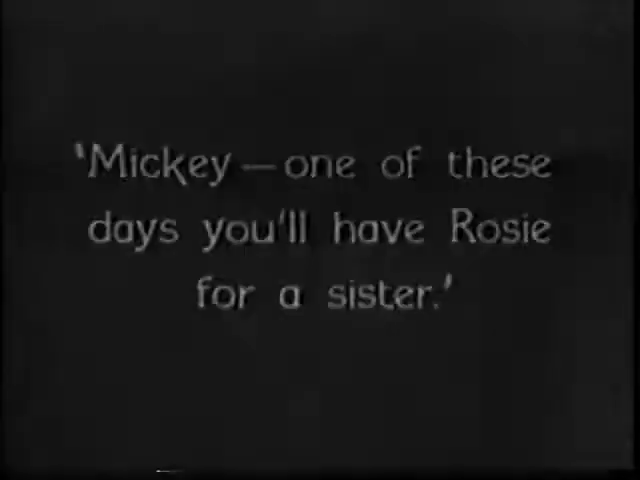 'Mickey — one of these
days you'll have Rosie
for a sister.'